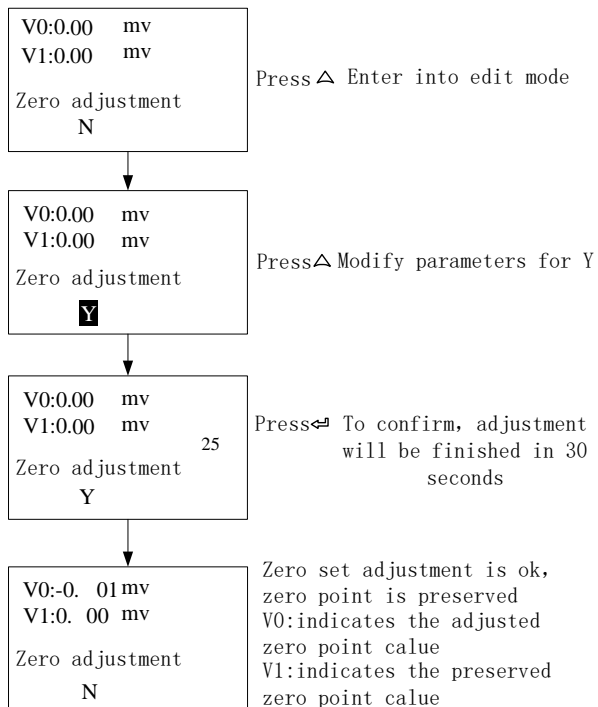 V0:0.00 mv
V1:0.00 mv
Zero adjustment
N
Press △ Enter into edit mode
V0:0.00 mv
V1:0.00 mv
Zero adjustment
Y
Press△ Modify parameters for Y
V0:0.00 mv
V1:0.00 mv
25
Zero adjustment
Y
Press↵ To confire, adjustment
will be finished in 30
seconds
V0:-0. 01mv
V1:0. 00 mv
Zero adjustment
N
Zero set adjustment is ok,
zero point is preserved
V0:indicates the adjusted
zero point calue
V1:indicates the preserved
zero point calue